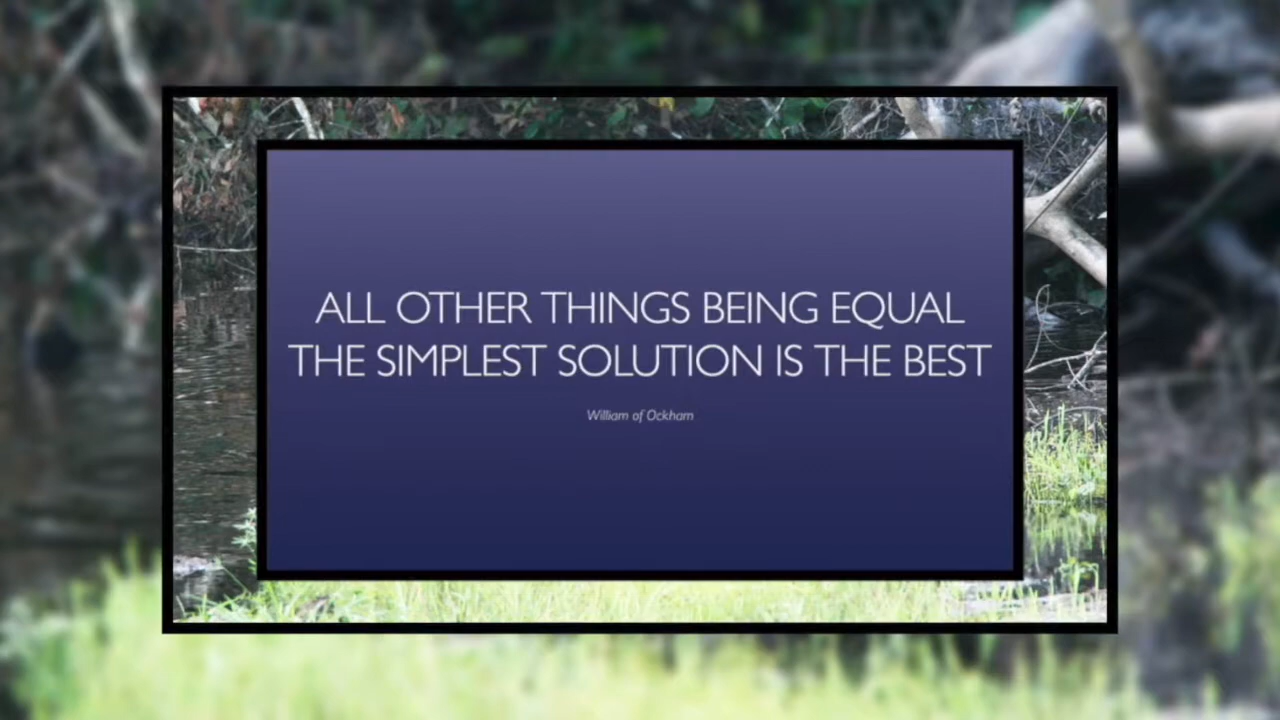 ALL OTHER THINGS BEING EQUAL
THE SIMPLEST SOLUTION IS THE BEST
William of Ockham